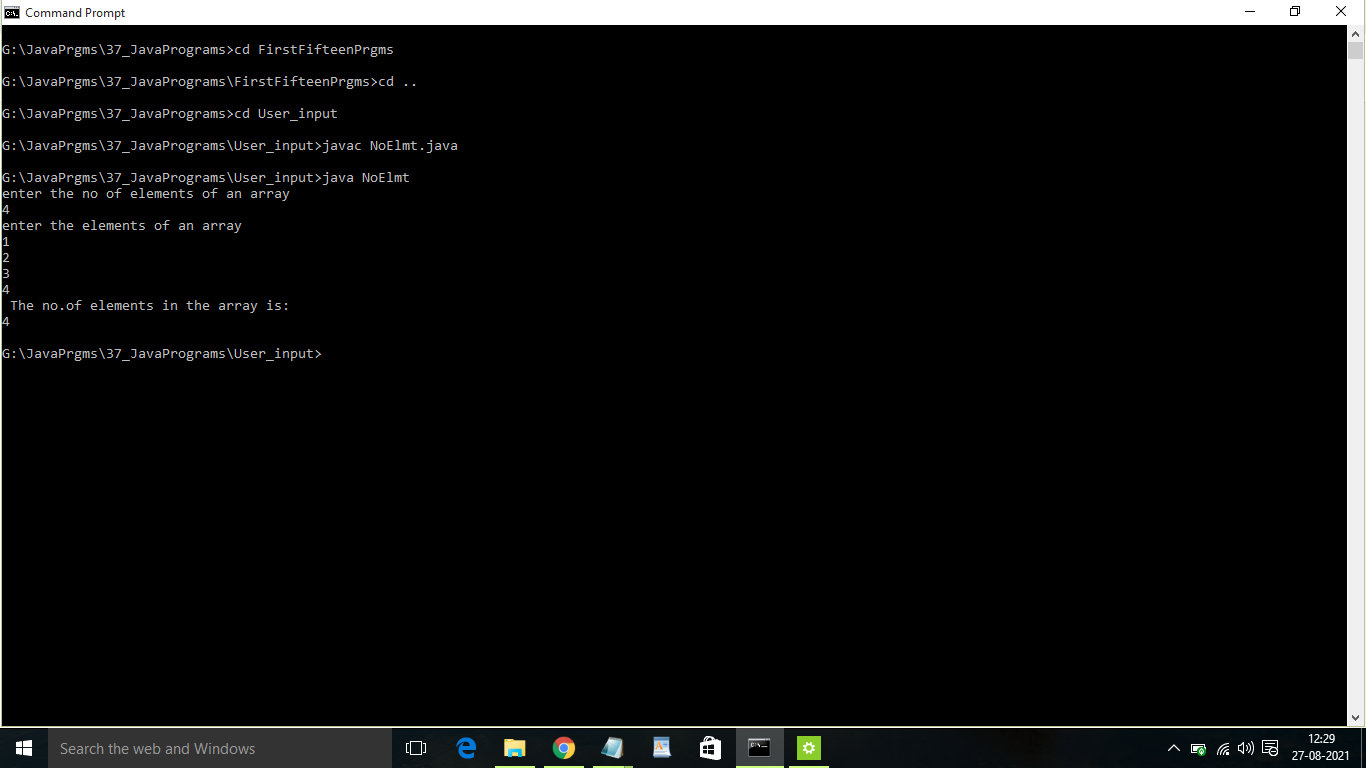 Command Prompt
G:\JavaPrgms\37_JavaPrograms>cd FirstFifteenPrgms
G:\JavaPrgms\37_JavaPrograms\FirstFifteenPrgms>cd ..
G:\JavaPrgms\37_JavaPrograms>cd User_input
G:\JavaPrgms\37_JavaPrograms\User_input>javac NoElmt.java
G:\JavaPrgms\37_JavaPrograms\User_input>java NoElmt
enter the no of elements of an array
4
enter the elements of an array
1
2
3
4
The no.of elements in the array is:
4
G:\JavaPrgms\37_JavaPrograms\User_input>
Search the web and Windows
12:29
27-08-2021